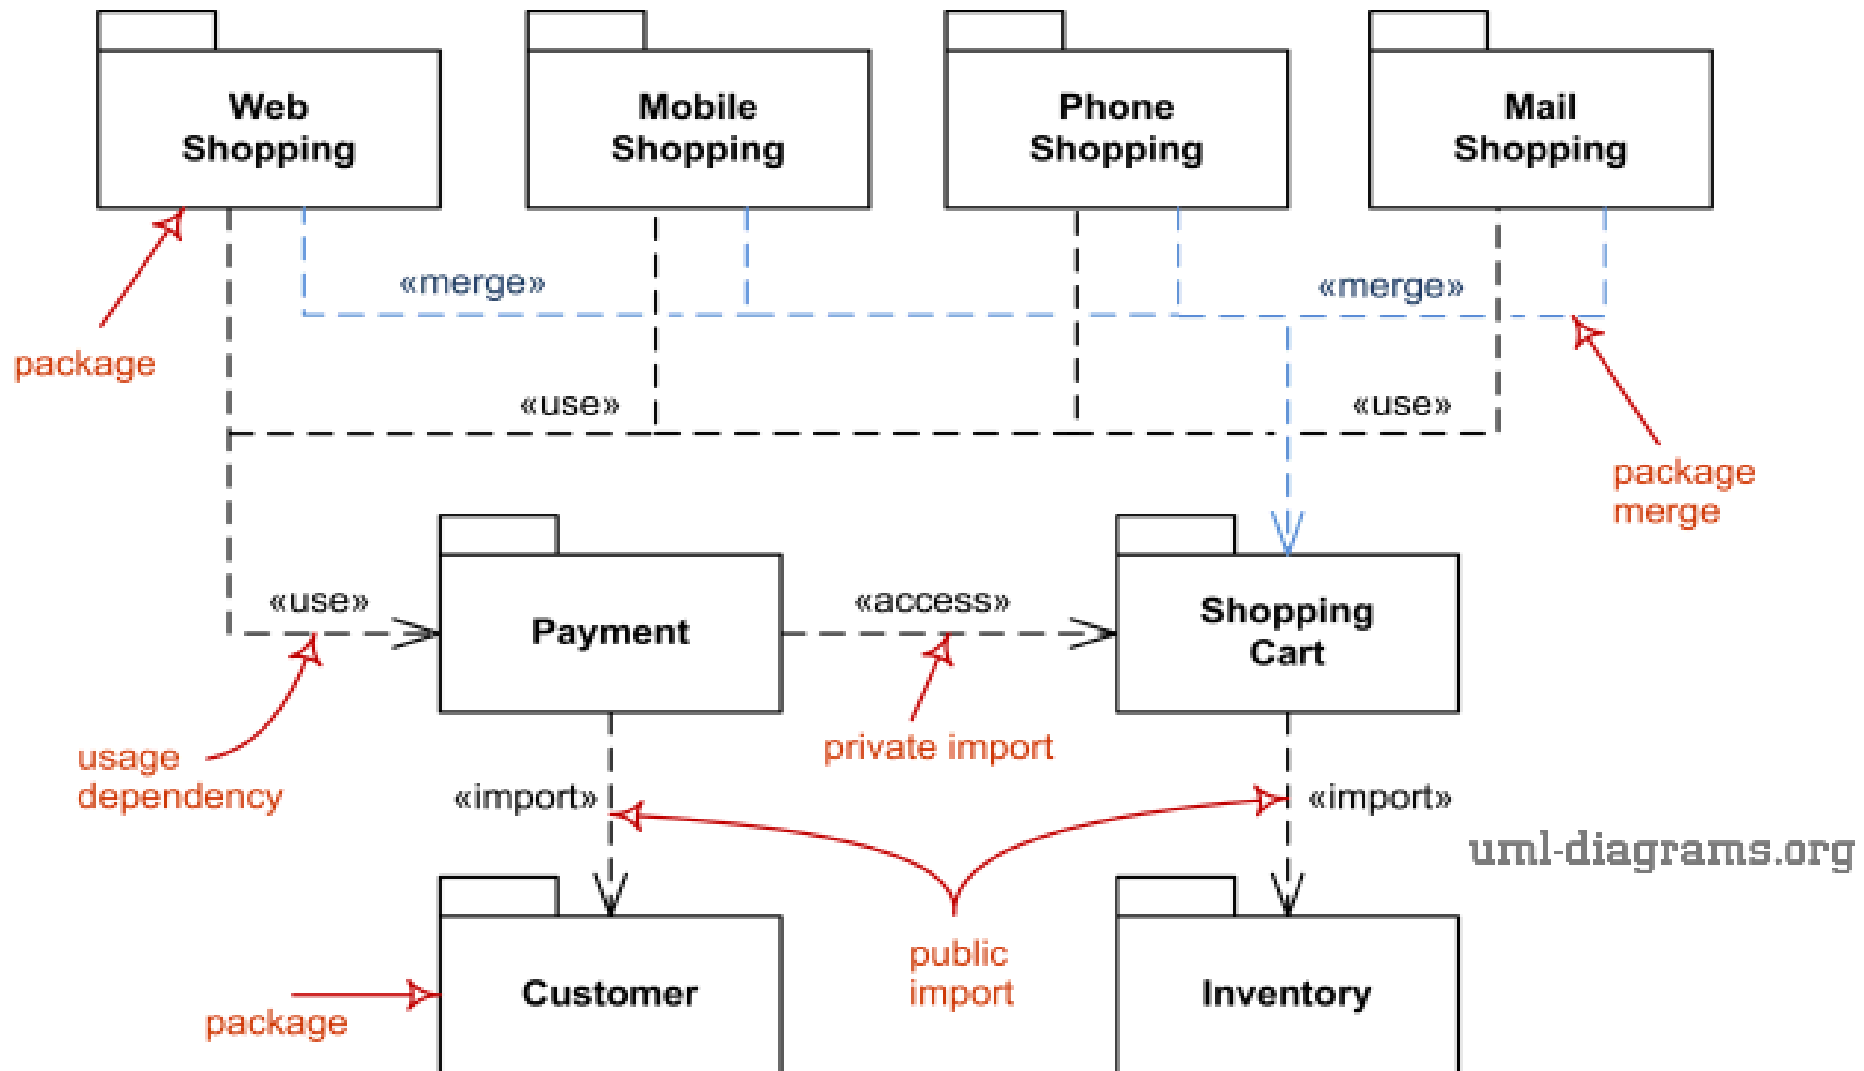 Web
Shopping
Mobile
Shopping
Phone
Shopping
Mail
Shopping
«merge»
«merge»
package
«use»
«use»
package
merge
«use»
Payment
«access»
Shopping
Cart
usage
dependency
private import
«import»
«import»
uml-diagrams.org
public
import
Customer
Inventory
package